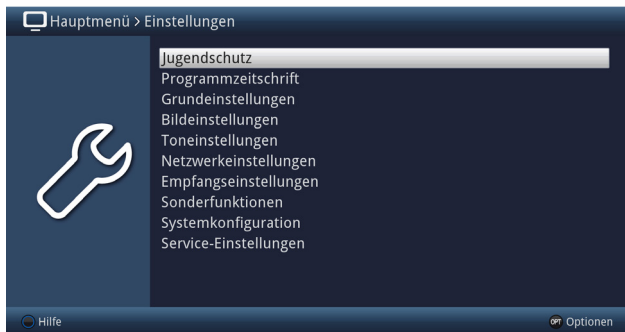 Hauptmenü > Einstellungen
Jugendschutz
Programmzeitschrift
Grundeinstellungen
Bildeinstellungen
Toneinstellungen
Netzwerkeinstellungen
Empfangseinstellungen
Sonderfunktionen
Systemkonfiguration
Service-Einstellungen
Hilfe
OPT Optionen